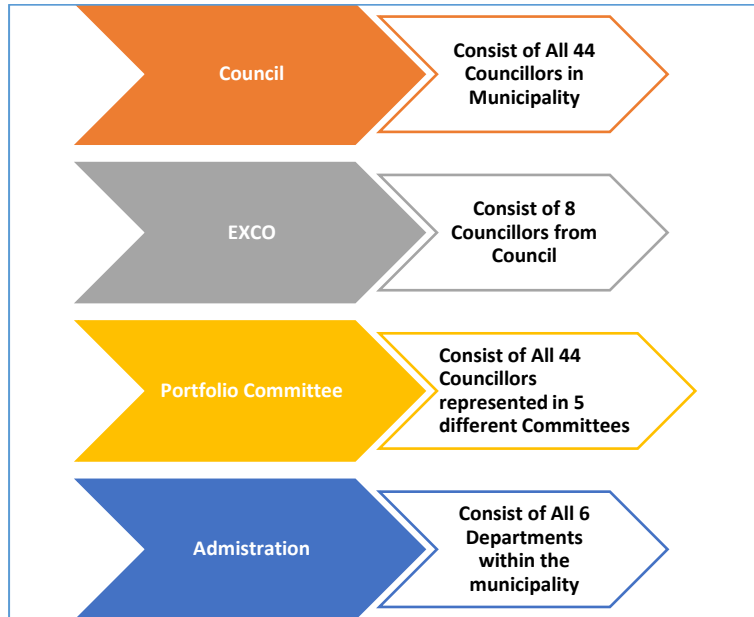 Council
Consist of All 44
Councillors in
Municipality
EXCO
Consist of 8
Councillors from
Council
Portfolio Committee
Consist of All 44
Councillors
represented in 5
different Committees
Admistration
Consist of All 6
Departments
within the
municipality